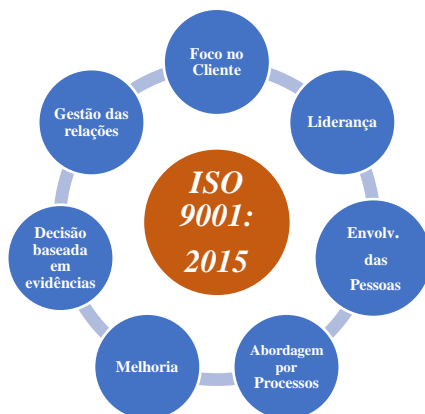 Foco no
Cliente
Liderança
Envolv.
das
Pessoas
Abordagem
por
Processos
Melhoria
Decisão
baseada
em
evidências
Gestão das
relações
ISO
9001:
2015